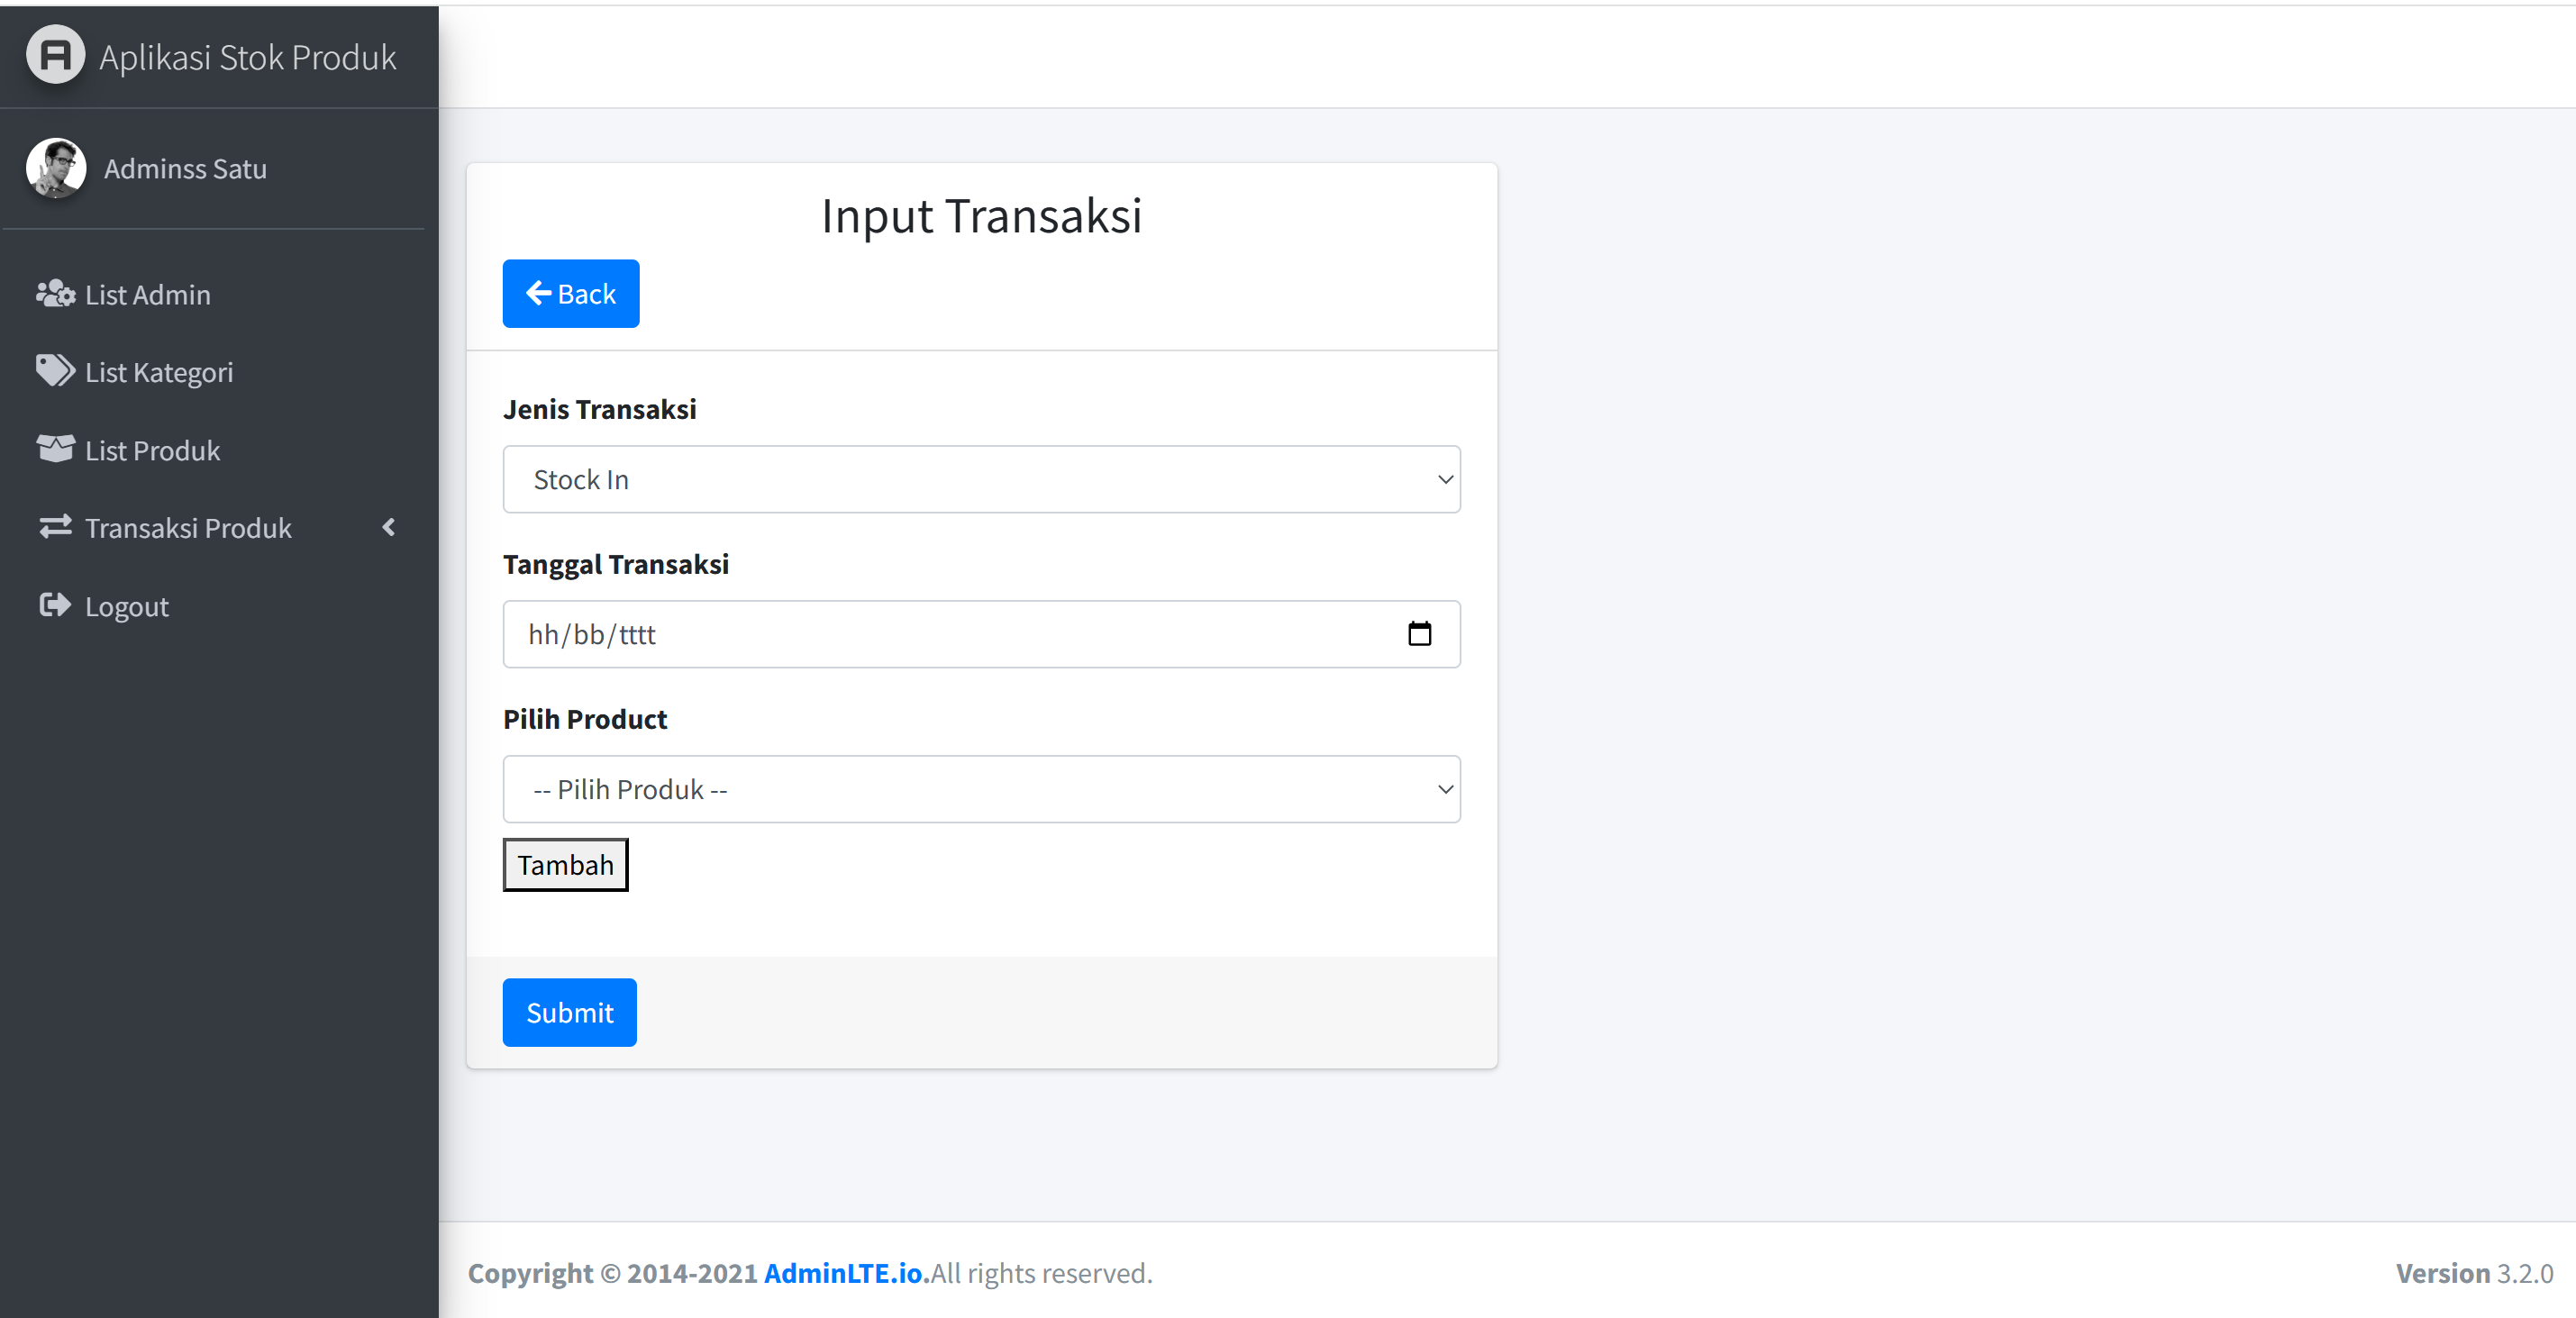 Aplikasi Stok Produk
Adminss Satu
List Admin
List Kategori
List Produk
Transaksi Produk
Logout
Input Transaksi
Back
Jenis Transaksi
Stock In
Tanggal Transaksi
hh/bb/tttt
Pilih Product
-- Pilih Produk --
Tambah
Submit
Copyright © 2014-2021 AdminLTE.io.All rights reserved.
Version 3.2.0